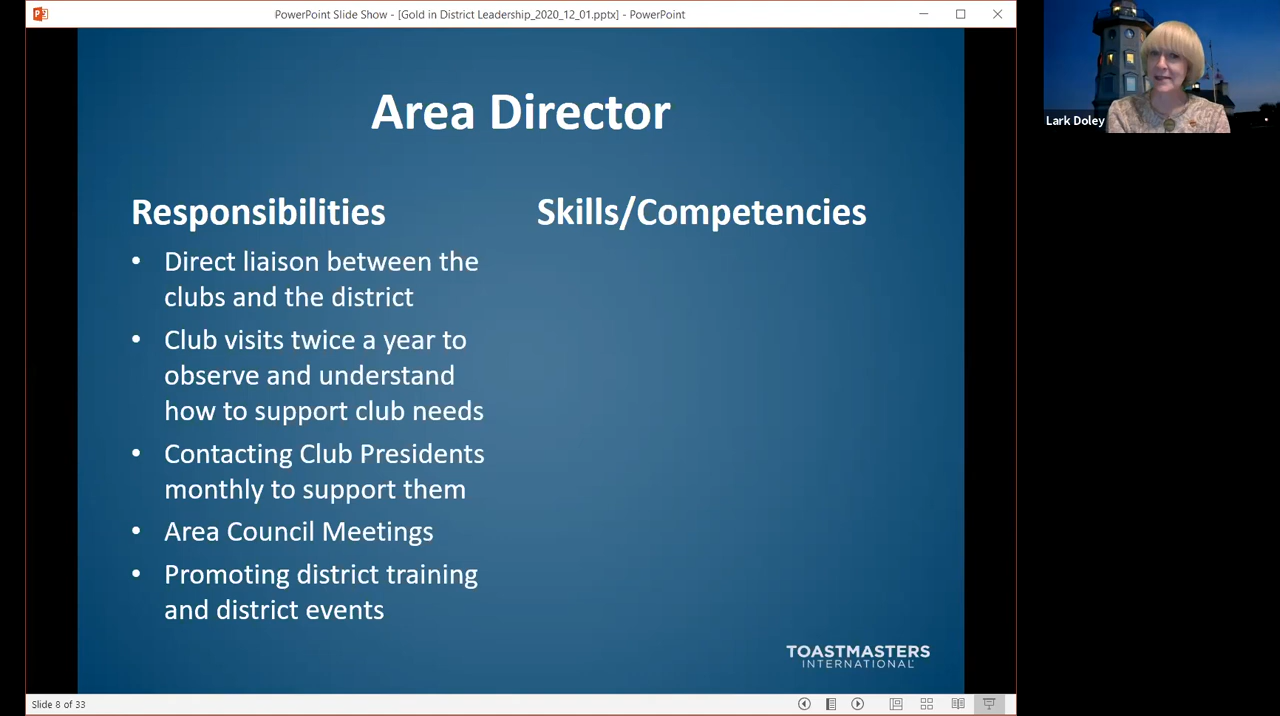 PowerPoint Slide Show - [Gold in District Leadership_2020_12_01.pptx] - PowerPoint
Lark Doley
Area Director
Responsibilities
• Direct liaison between the
clubs and the district
• Club visits twice a year to
observe and understand
how to support club needs
• Contacting Club Presidents
monthly to support them
• Area Council Meetings
• Promoting district training
and district events
Skills/Competencies
TOASTMASTERS
INTERNATIONAL
Slide 8 of 33